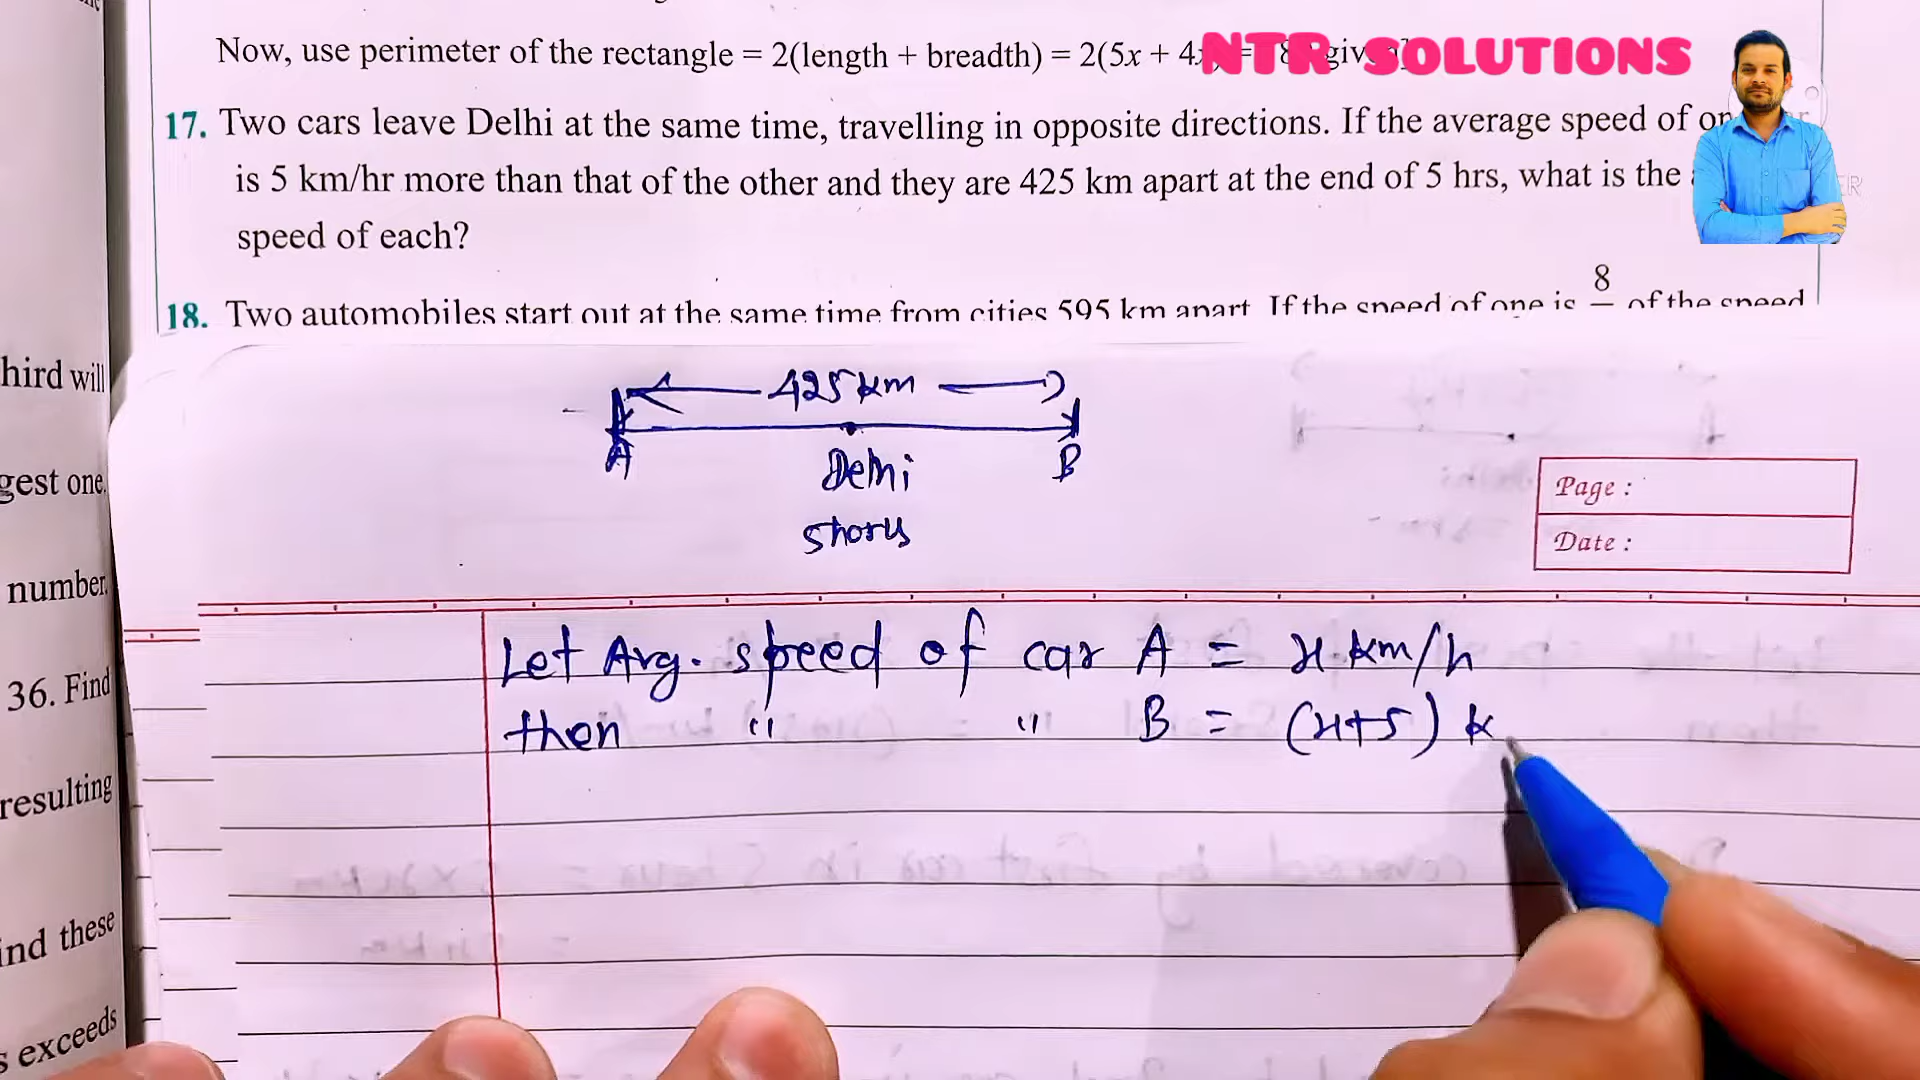 Now, use perimeter of the rectangle = 2(length + breadth) = 2(5x + 4x
NTR SOLUTIONS
17. Two cars leave Delhi at the same time, travelling in opposite directions. If the average speed of
is 5 km/hr more than that of the other and they are 425 km apart at the end of 5 hrs, what is the
speed of each?
8
18. Two automobiles start out at the same time from cities 595 km apart. If the speed of one is of the speed
hird will
gest one.
number.
36. Find
resulting
ind these
s exceeds
425 km
A Delhi B
5hours
Page :
Date :
Let Avg. speed of car A = x km/h
then " " B = (x+5) k